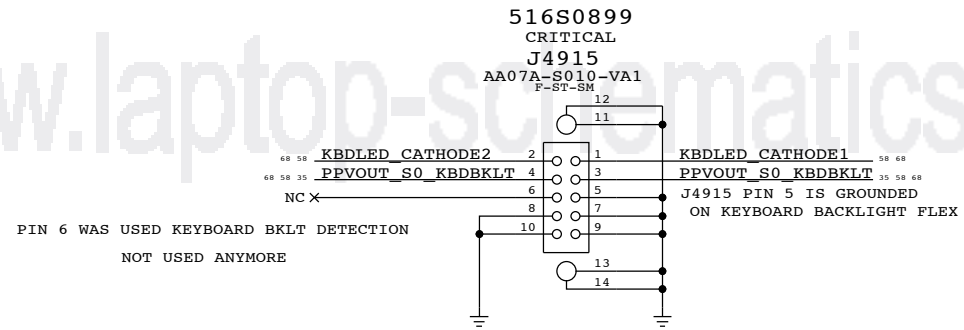 516S0899
CRITICAL
J4915
AA07A-S010-VA1
F-ST-SM
12
11
68 58 KBDLED_CATHODE2 2 1 KBDLED_CATHODE1 58 68
68 58 35 PPVOUT_S0_KBDBKLT 4 3 PPVOUT_S0_KBDBKLT 35 58 68
NC 6 5 J4915 PIN 5 IS GROUNDED
8 7 ON KEYBOARD BACKLIGHT FLEX
PIN 6 WAS USED KEYBOARD BKLT DETECTION 10 9
NOT USED ANYMORE
13
14
w.laptop-schematics